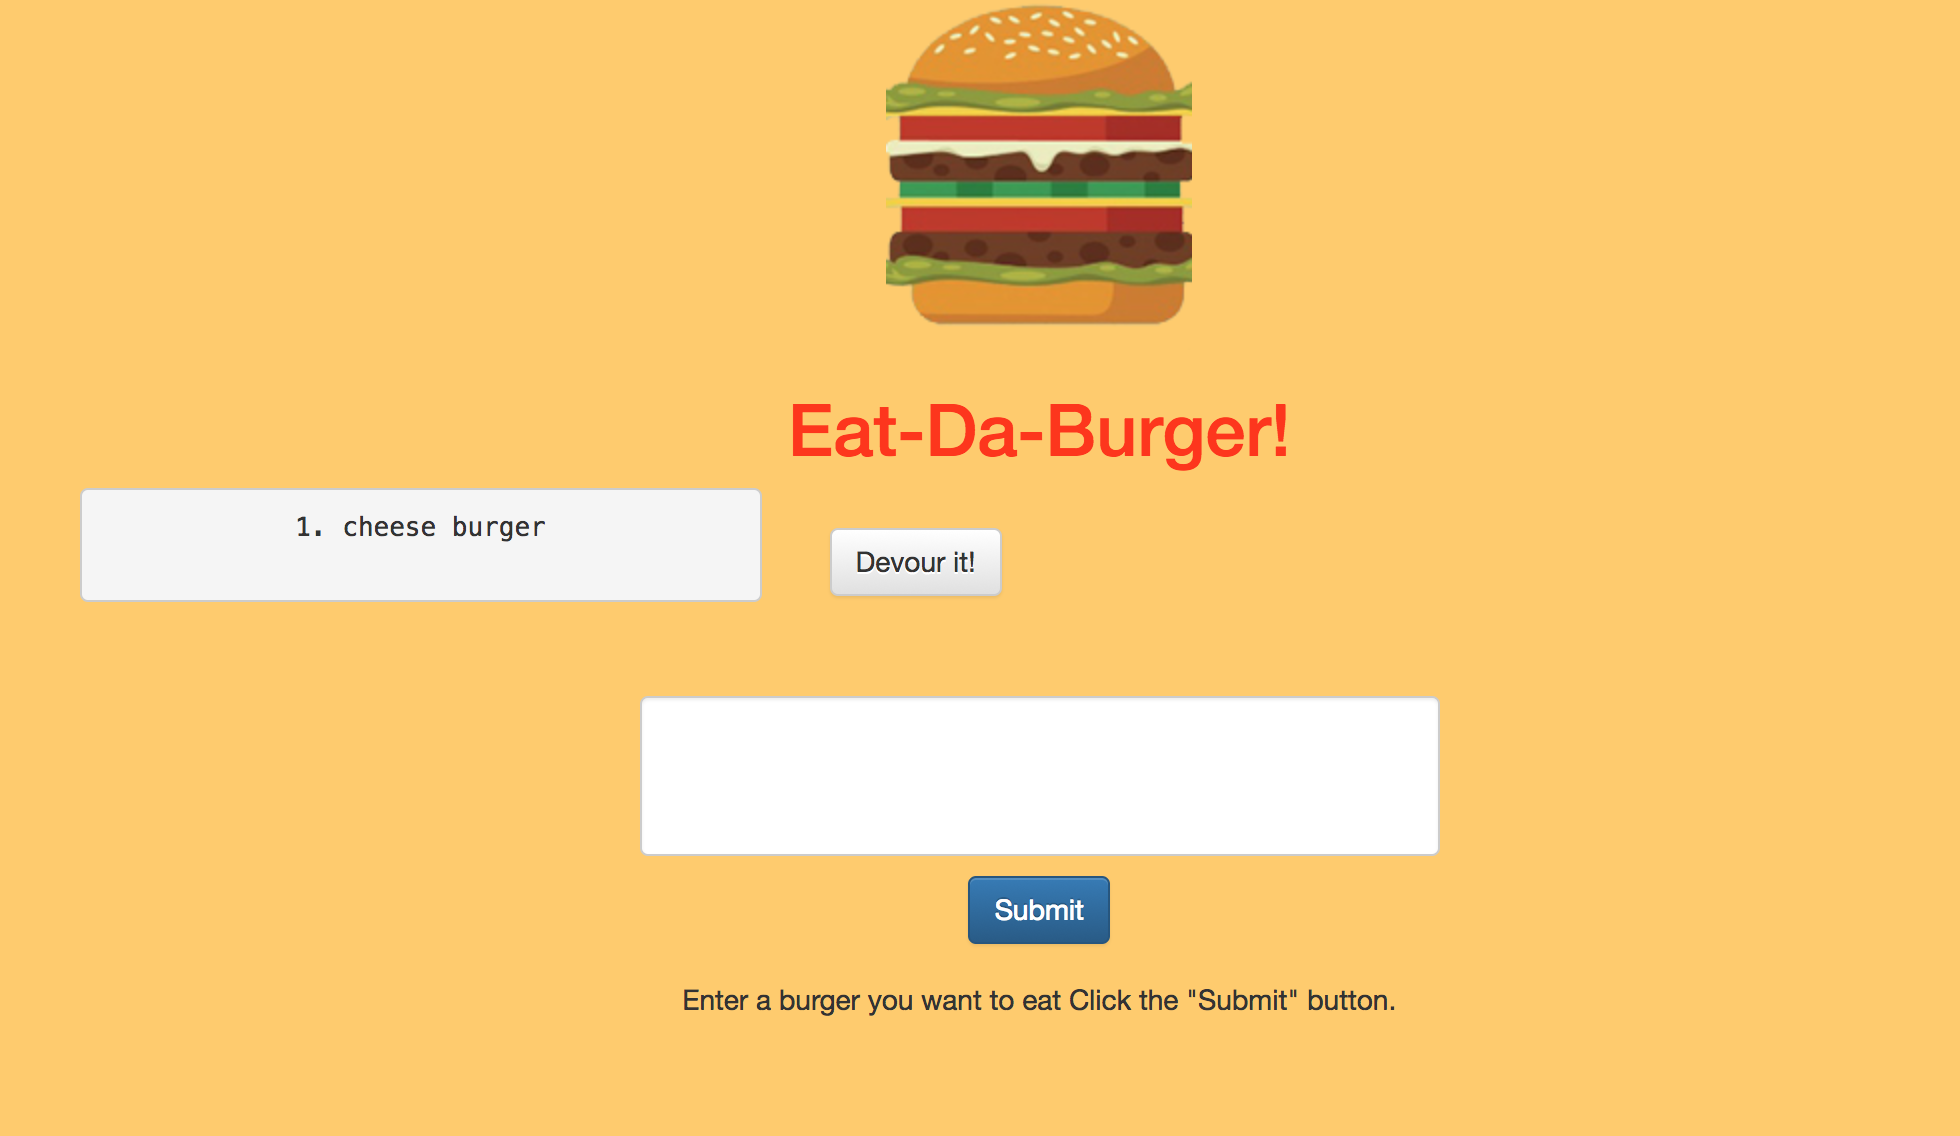 Eat-Da-Burger!
1. cheese burger
Devour it!
Submit
Enter a burger you want to eat Click the "Submit" button.